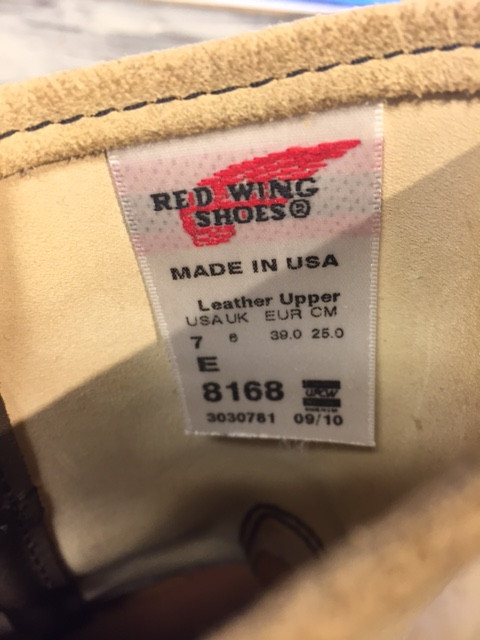 RED WING
SHOES®
MADE IN USA
Leather Upper
USA UK EUR CM
7 6 39.0 25.0
E
8168
3030781 09/10